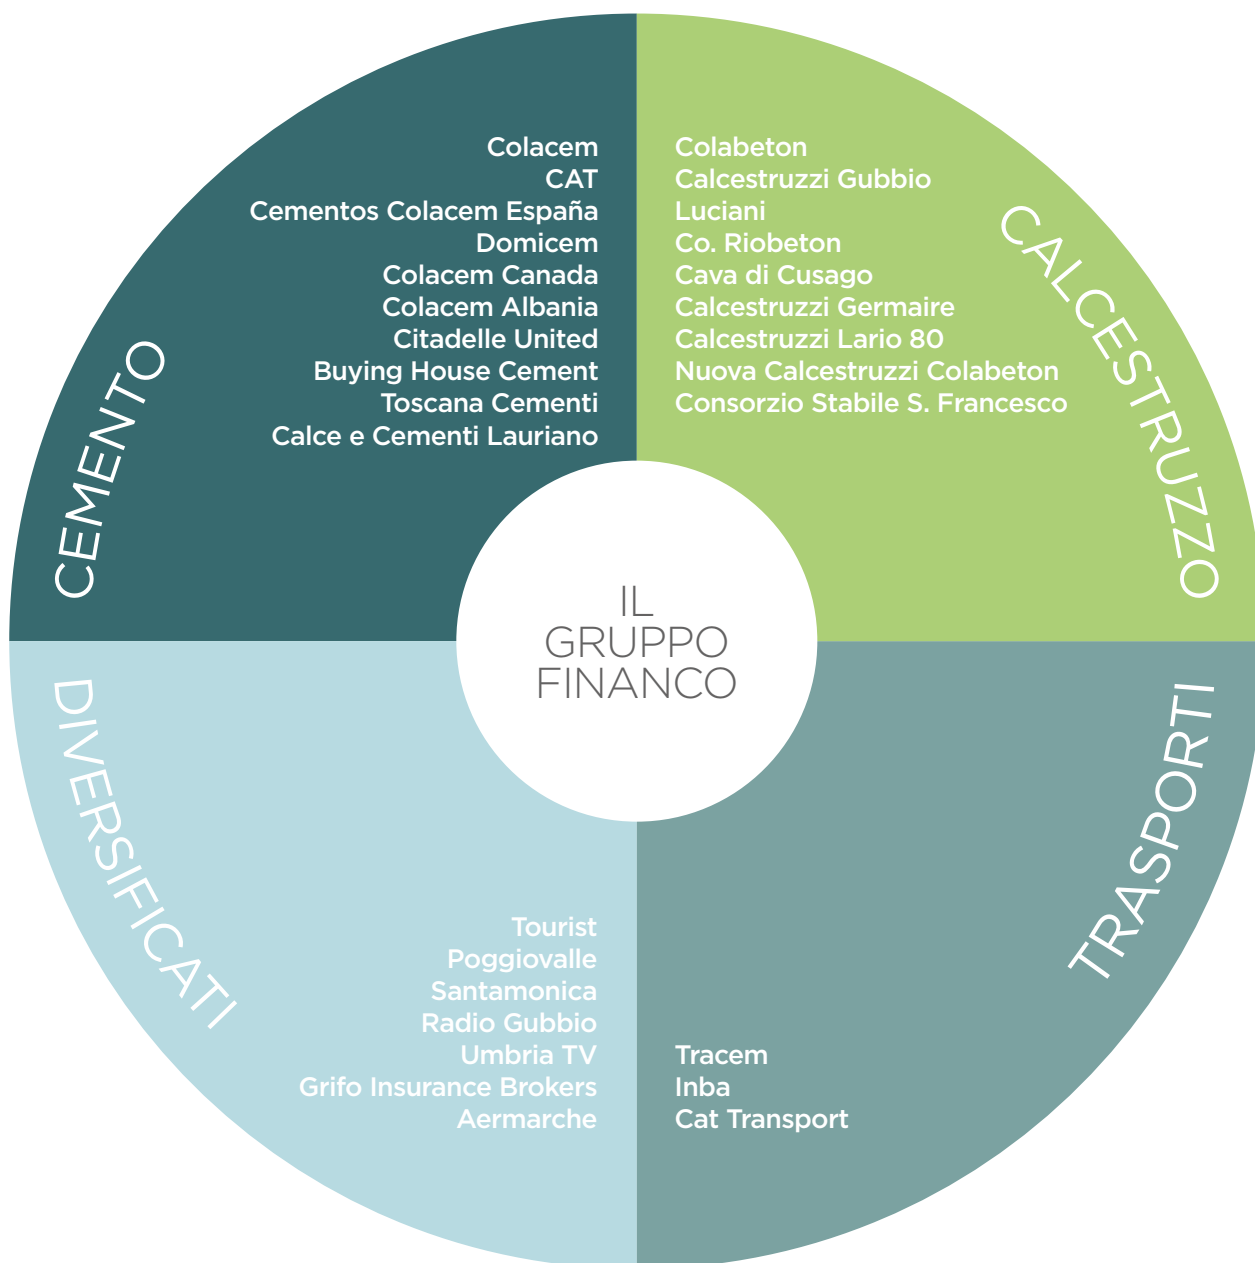 CEMENTO
Colacem
CAT
Cementos Colacem España
Domicem
Colacem Canada
Colacem Albania
Citadelle United
Buying House Cement
Toscana Cementi
Calce e Cementi Lauriano
CALCESTRUZZO
Colabeton
Calcestruzzi Gubbio
Luciani
Co. Riobeton
Cava di Cusago
Calcestruzzi Germaire
Calcestruzzi Lario 80
Nuova Calcestruzzi Colabeton
Consorzio Stabile S. Francesco
IL
GRUPPO
FINANCO
DIVERSIFICATI
Tourist
Poggiovalle
Santamonica
Radio Gubbio
Umbria TV
Grifo Insurance Brokers
Aermarche
TRASPORTI
Tracem
Inba
Cat Transport